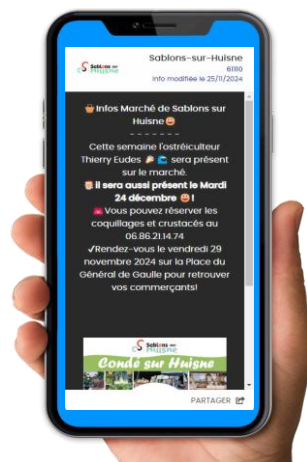 Sablons sur Huisne
Sablons-sur-Huisne
61110
Info modifiée le 25/11/2024
🧺Infos Marché de Sablons sur
Huisne😀
- - - - - - -
Cette semaine l'ostréiculteur
Thierry Eudes 🦪 🌊 sera présent
sur le marché.
🎅il sera aussi présent le Mardi
24 décembre 😀!
☎️Vous pouvez réserver les
coquillages et crustacés au
06.86.21.14.74
✓Rendez-vous le vendredi 29
novembre 2024 sur la Place du
Général de Gaulle pour retrouver
vos commerçants!
Sablons sur Huisne
Condé sur Huisne
PARTAGER